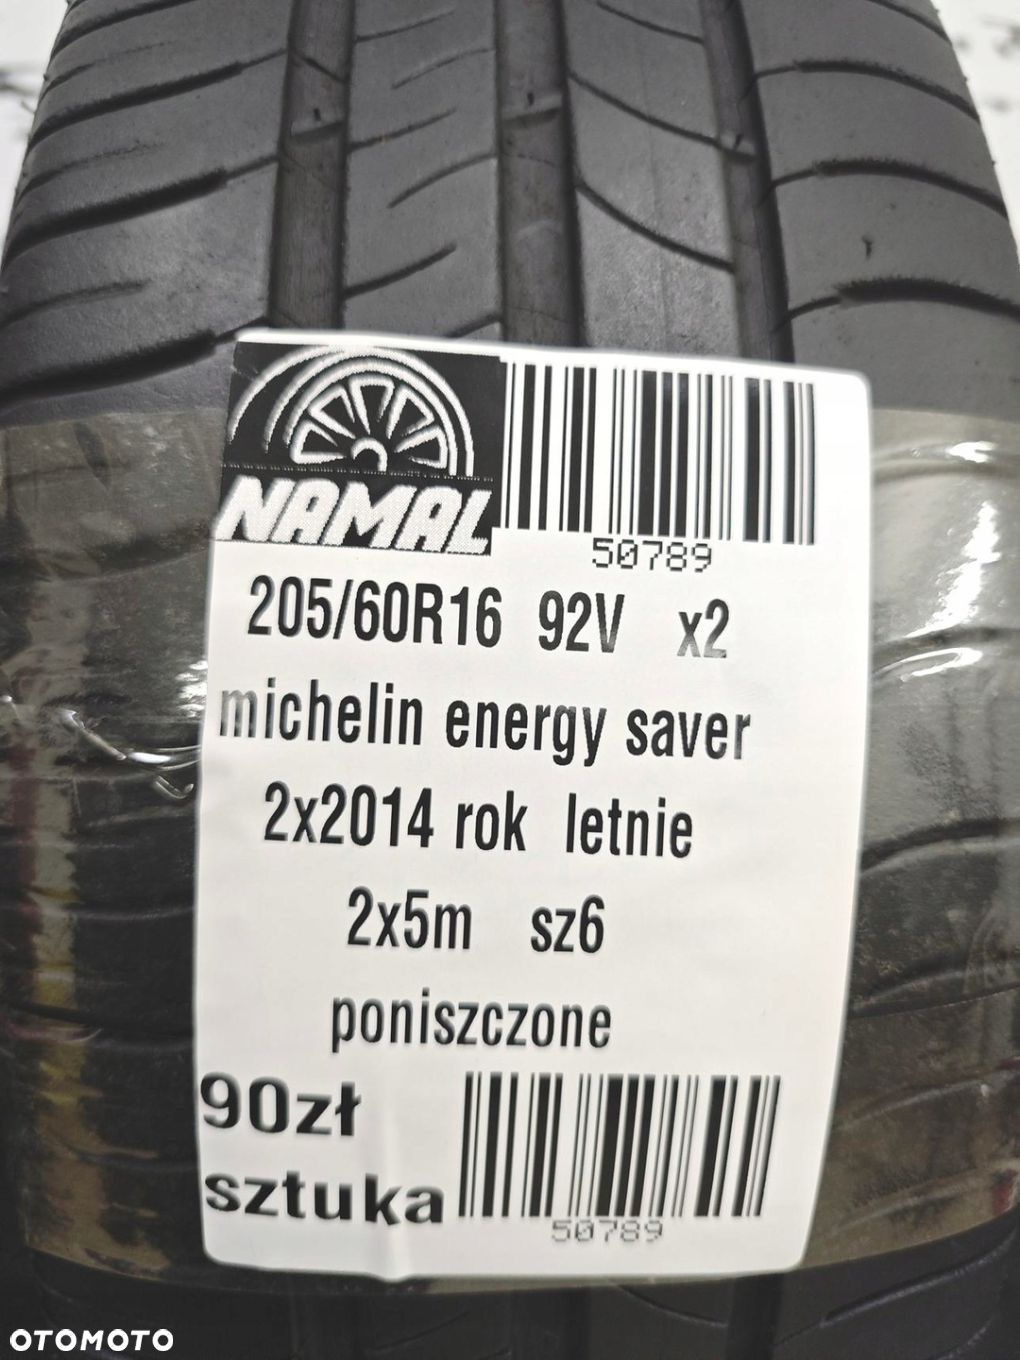 NAMAL
50789
205/60R16 92V x2
michelin energy saver
2x2014 rok letnie
2x5m sz6
poniszczone
90zł
sztuka
50789
OTOMOTO